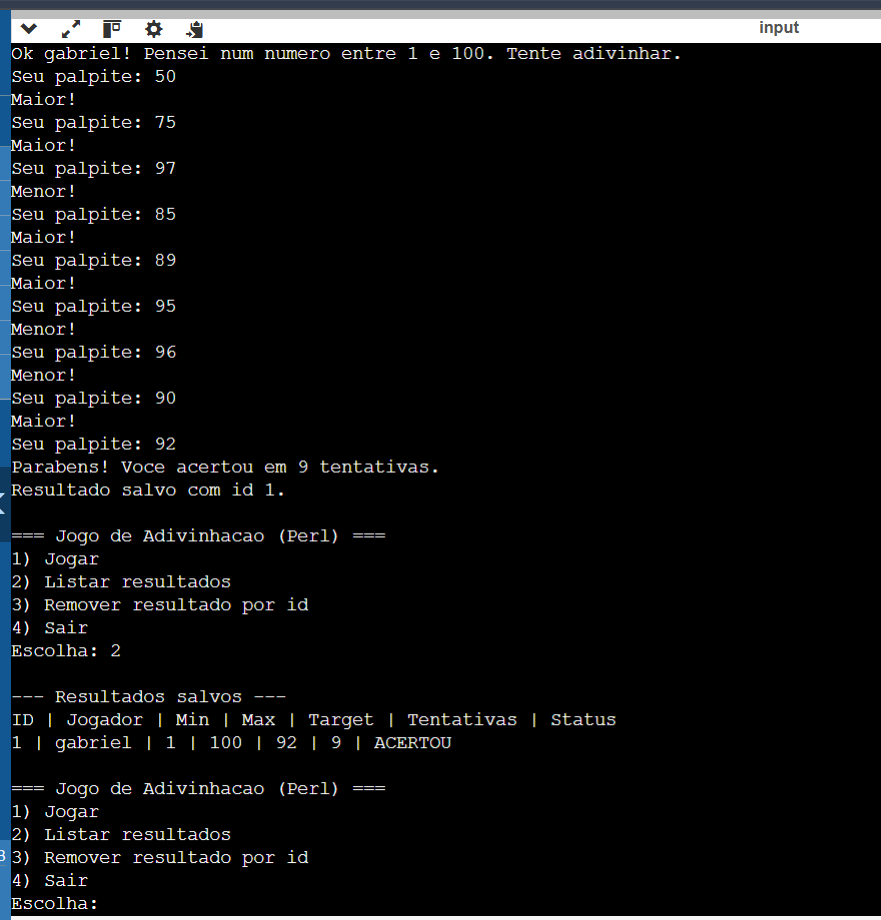 input
Ok gabriel! Pensei num numero entre 1 e 100. Tente adivinhar.
Seu palpite: 50
Maior!
Seu palpite: 75
Maior!
Seu palpite: 97
Menor!
Seu palpite: 85
Maior!
Seu palpite: 89
Maior!
Seu palpite: 95
Menor!
Seu palpite: 96
Menor!
Seu palpite: 90
Maior!
Seu palpite: 92
Parabens! Voce acertou em 9 tentativas.
Resultado salvo com id 1.
=== Jogo de Adivinhacao (Perl) ===
1) Jogar
2) Listar resultados
3) Remover resultado por id
4) Sair
Escolha: 2
--- Resultados salvos ---
ID | Jogador | Min | Max | Target | Tentativas | Status
1 | gabriel | 1 | 100 | 92 | 9 | ACERTOU
=== Jogo de Adivinhacao (Perl) ===
1) Jogar
2) Listar resultados
3) Remover resultado por id
4) Sair
Escolha: